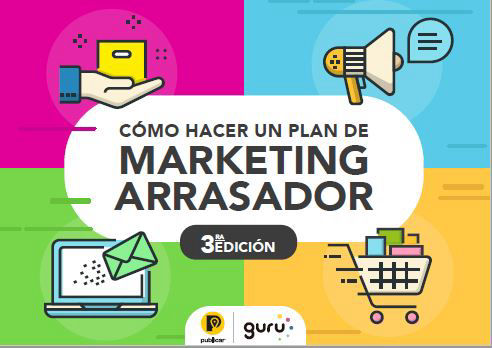 CÓMO HACER UN PLAN DE
MARKETING
ARRASADOR
3RA EDICIÓN
publicar
guru